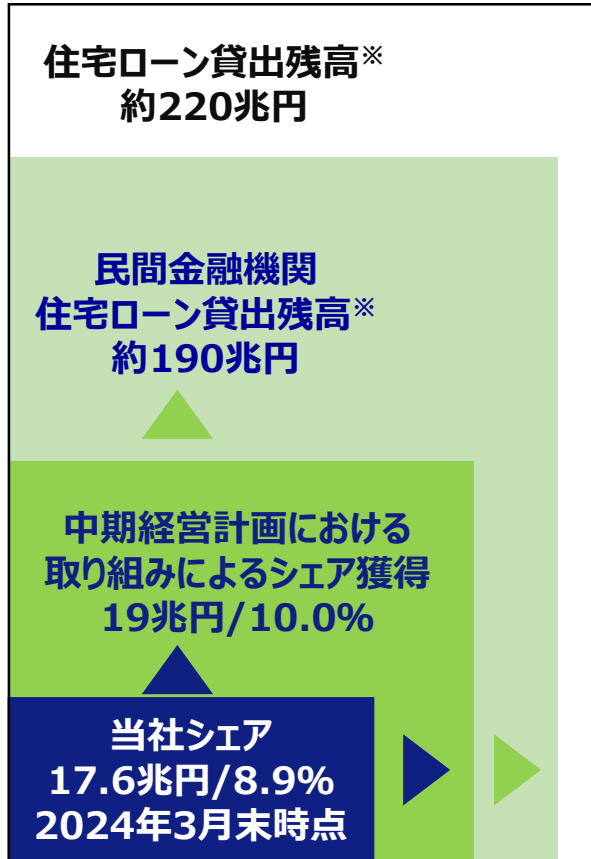 住宅ローン貸出残高※
約220兆円
民間金融機関
住宅ローン貸出残高※
約190兆円
中期経営計画における
取り組みによるシェア獲得
19兆円/10.0%
当社シェア
17.6兆円/8.9%
2024年3月末時点